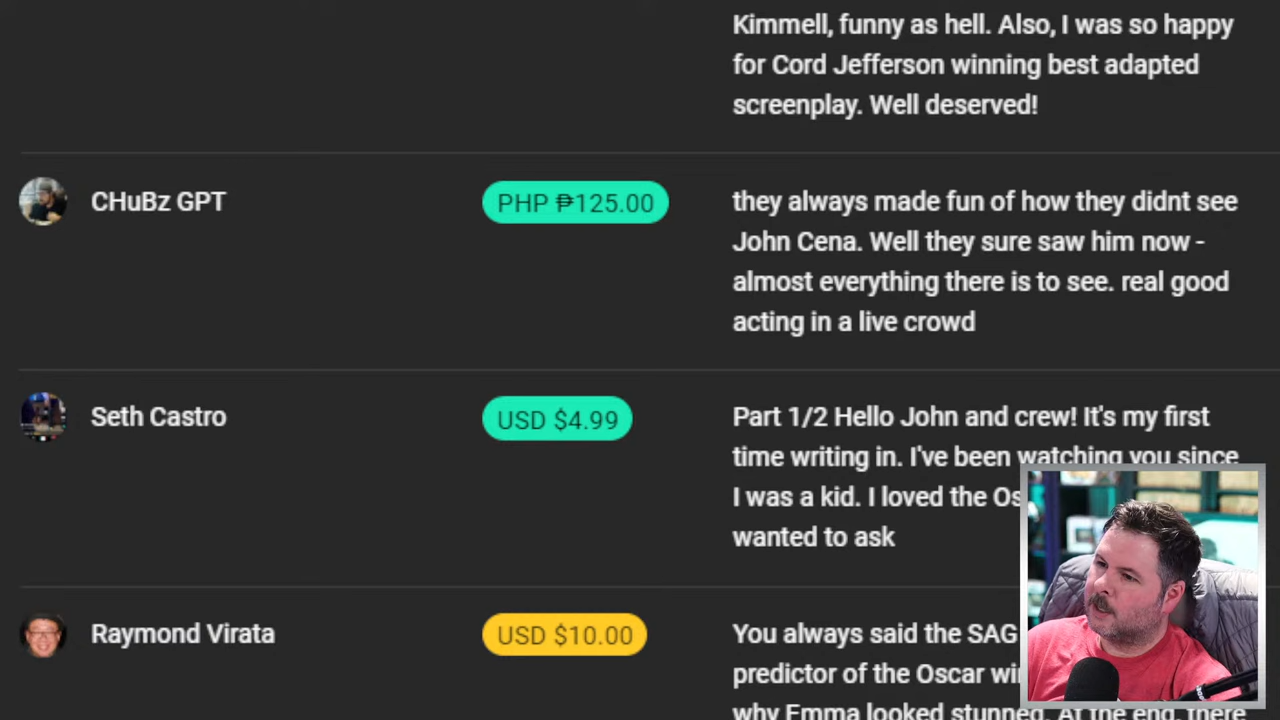 Kimmell, funny as hell. Also, I was so happy
for Cord Jefferson winning best adapted
screenplay. Well deserved!
CHuBz GPT
PHP ₱125.00
they always made fun of how they didnt see
John Cena. Well they sure saw him now -
almost everything there is to see. real good
acting in a live crowd
Seth Castro
USD $4.99
Part 1/2 Hello John and crew! It's my first
time writing in. I've been watching you since
I was a kid. I loved the Os
wanted to ask
Raymond Virata
USD $10.00
You always said the SAG
predictor of the Oscar wi
why Emma looked stunned. At the end, there